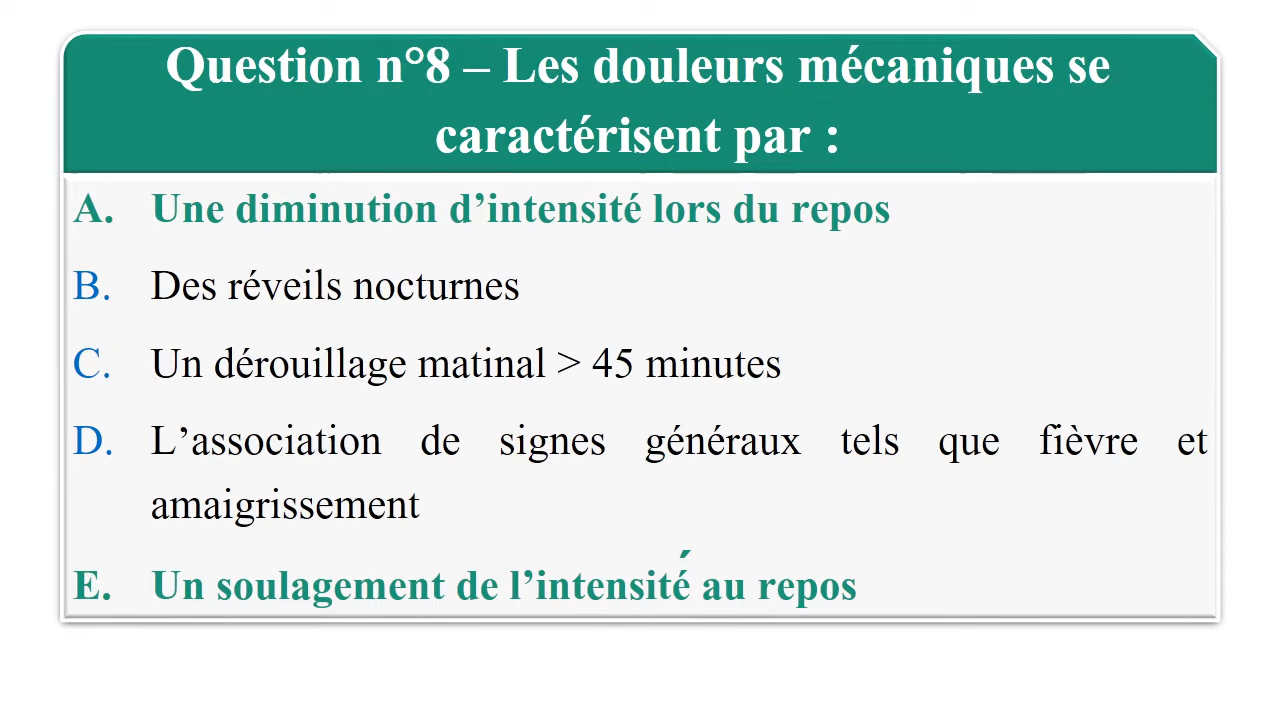 Question n°8 – Les douleurs mécaniques se
caractérisent par :
A. Une diminution d’intensité lors du repos
B. Des réveils nocturnes
C. Un dérouillage matinal > 45 minutes
D. L’association de signes généraux tels que fièvre et
amaigrissement
E. Un soulagement de l’intensité́ au repos